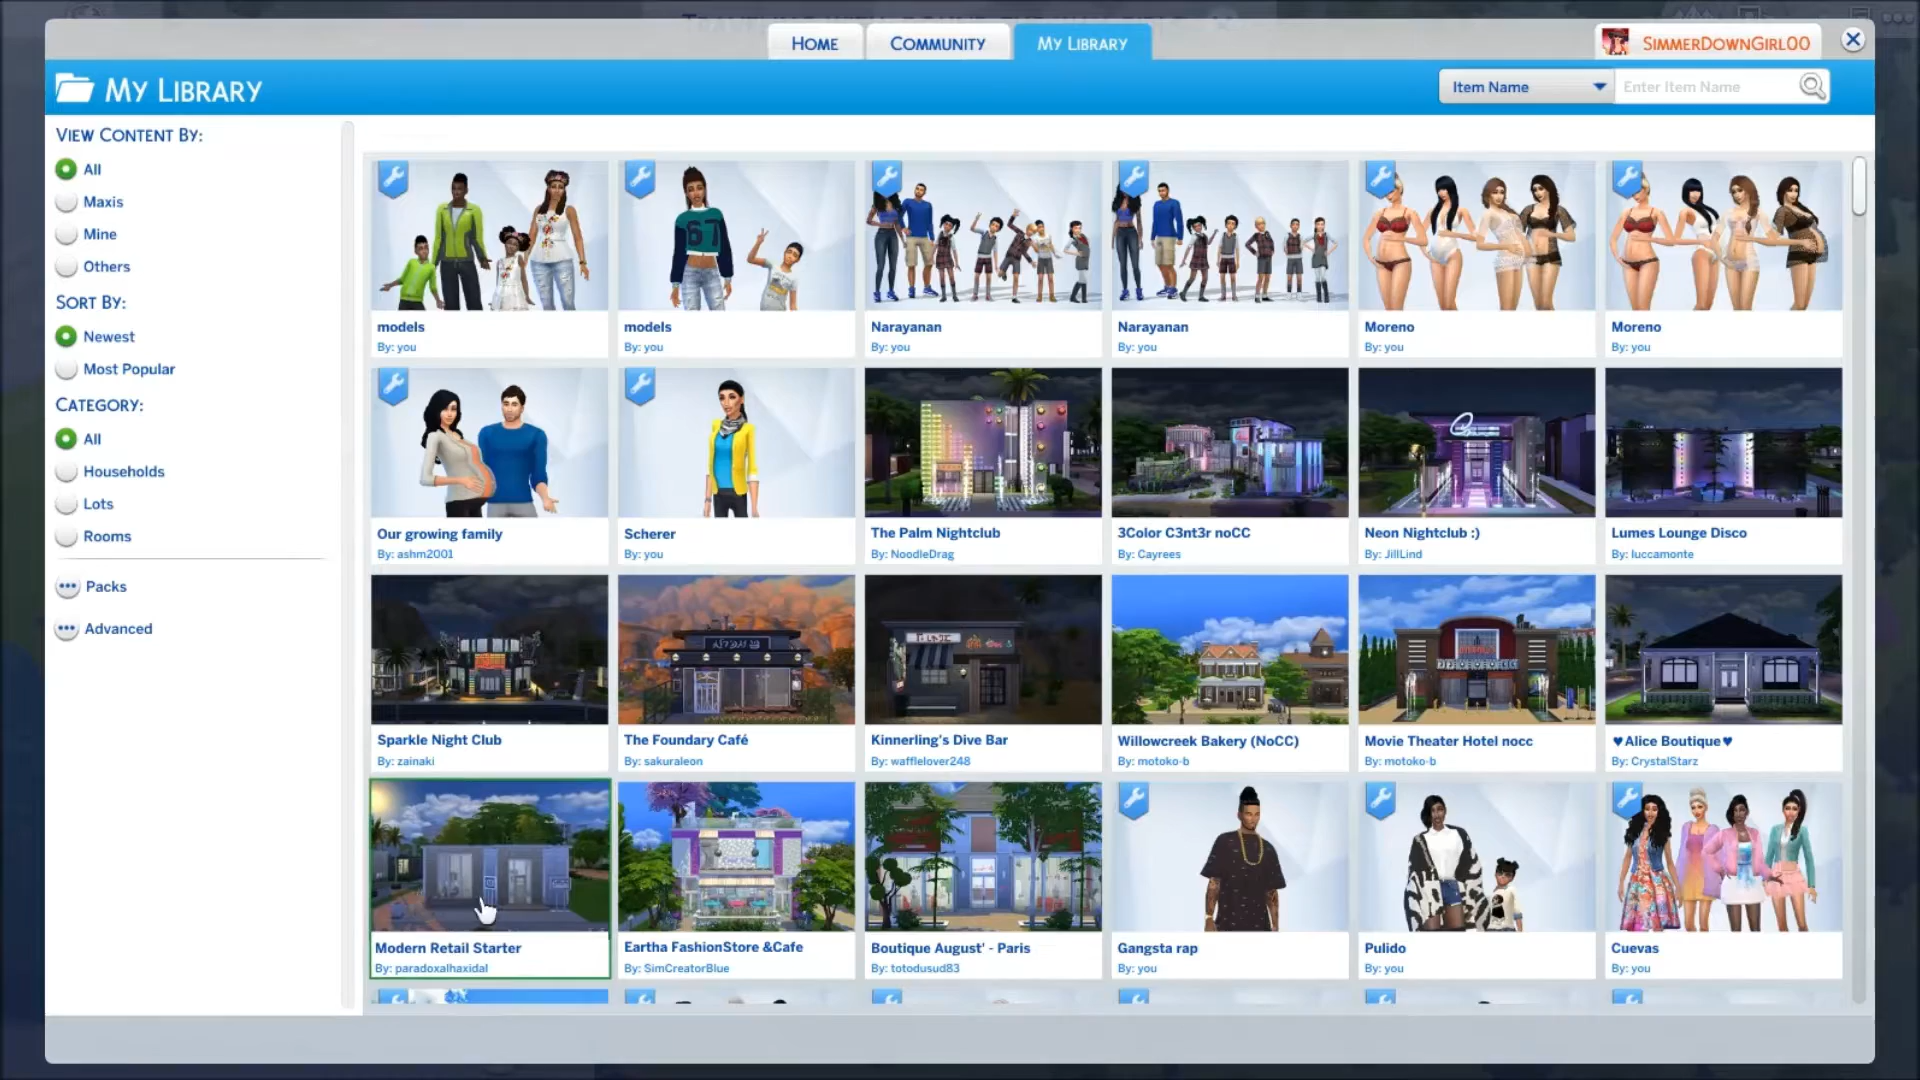 HOME
COMMUNITY
MY LIBRARY
SIMMERDOWNGIRL00
MY LIBRARY
Item Name
Enter Item Name
VIEW CONTENT BY:
All
Maxis
Mine
Others
SORT BY:
Newest
Most Popular
CATEGORY:
All
Households
Lots
Rooms
Packs
Advanced
67
models
By: you
models
By: you
Narayanan
By: you
Narayanan
By: you
Moreno
By: you
Moreno
By: you
Our growing family
By: ashm2001
Scherer
By: you
The Palm Nightclub
By: NoodleDrag
3Color C3nt3r noCC
By: Cayrees
Neon Nightclub :)
By: JillLind
Lumes Lounge Disco
By: luccamonte
Sparkle Night Club
By: zainaki
The Foundary Café
By: sakuraleon
Kinnerling's Dive Bar
By: wafflelover248
Willowcreek Bakery (NoCC)
By: motoko-b
Movie Theater Hotel nocc
By: motoko-b
♥Alice Boutique♥
By: CrystalStarz
Modern Retail Starter
By: paradoxalhaxidal
Eartha FashionStore &Cafe
By: SimCreatorBlue
Boutique August' - Paris
By: totodusud83
Gangsta rap
By: you
Pulido
By: you
Cuevas
By: you